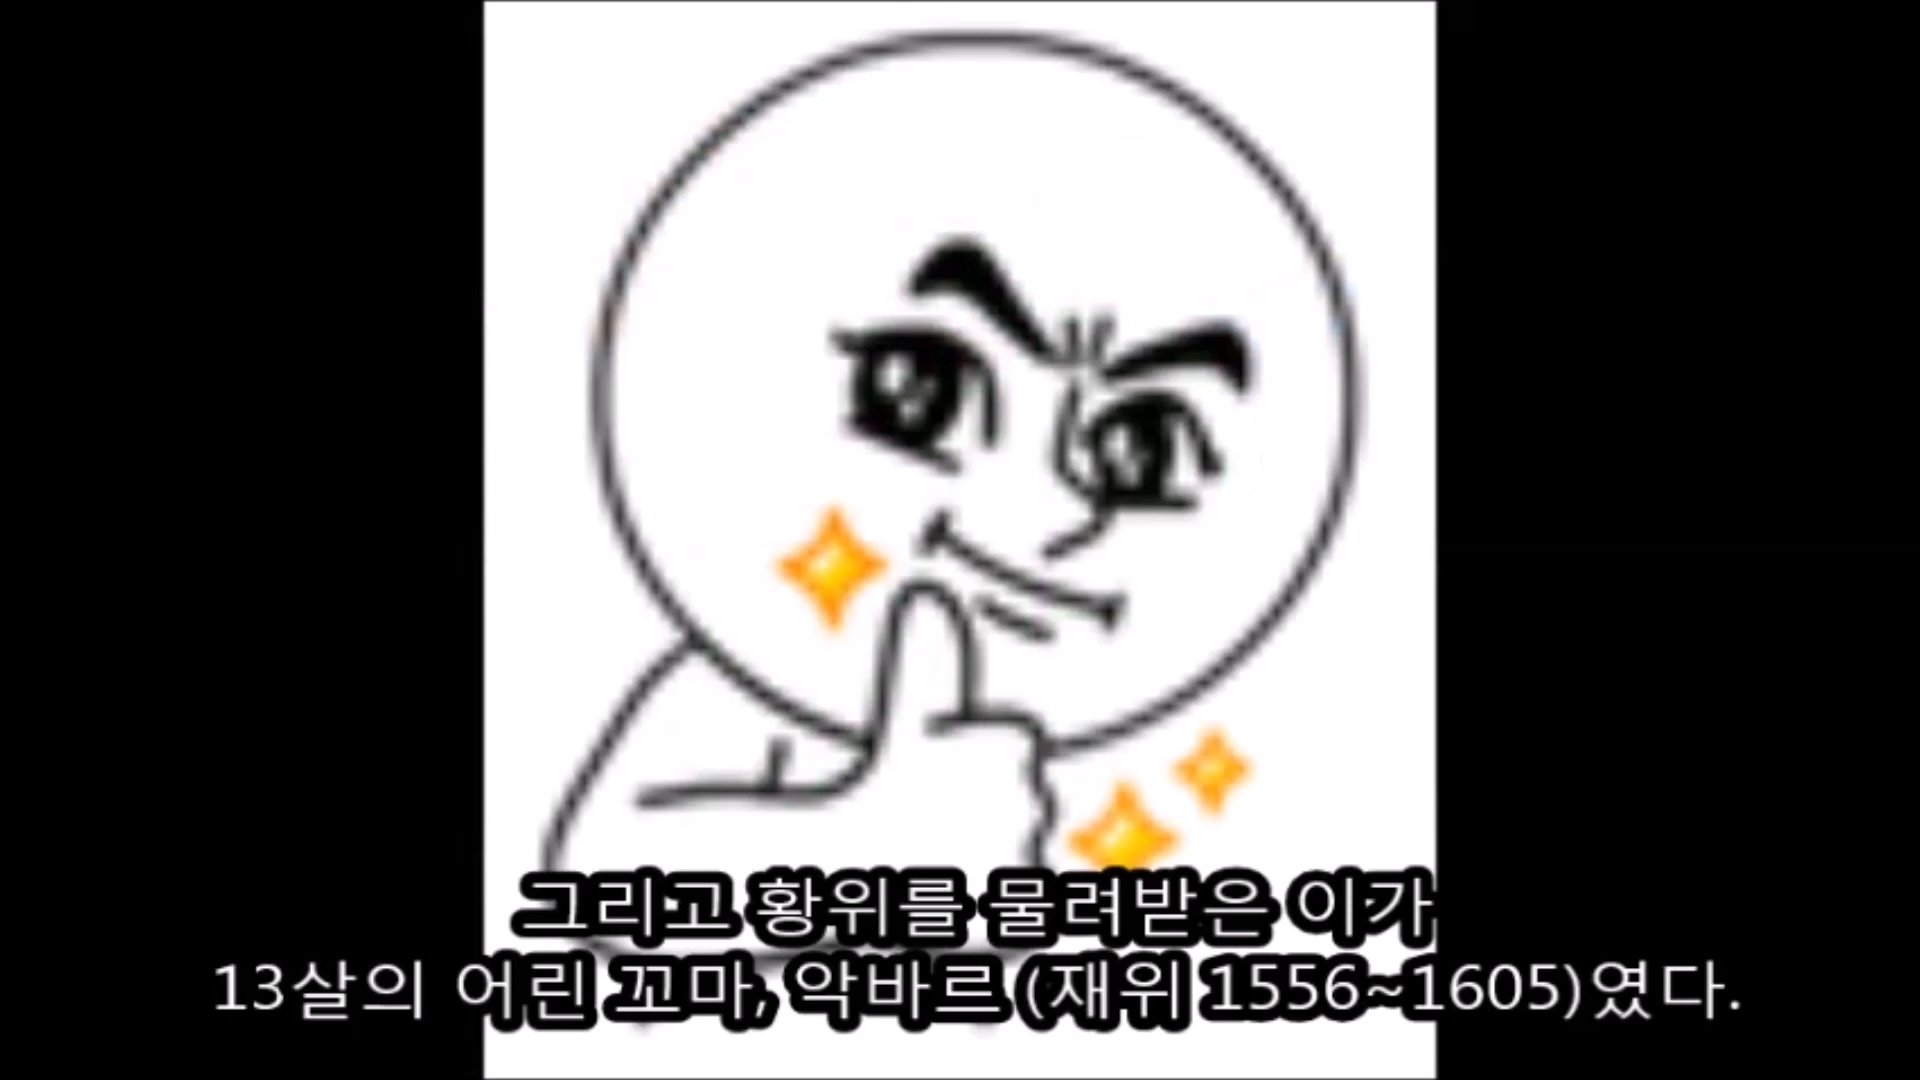 그리고 황위를 물려받은 이가
13살의 어린 꼬마, 악바르 (재위 1556~1605)였다.